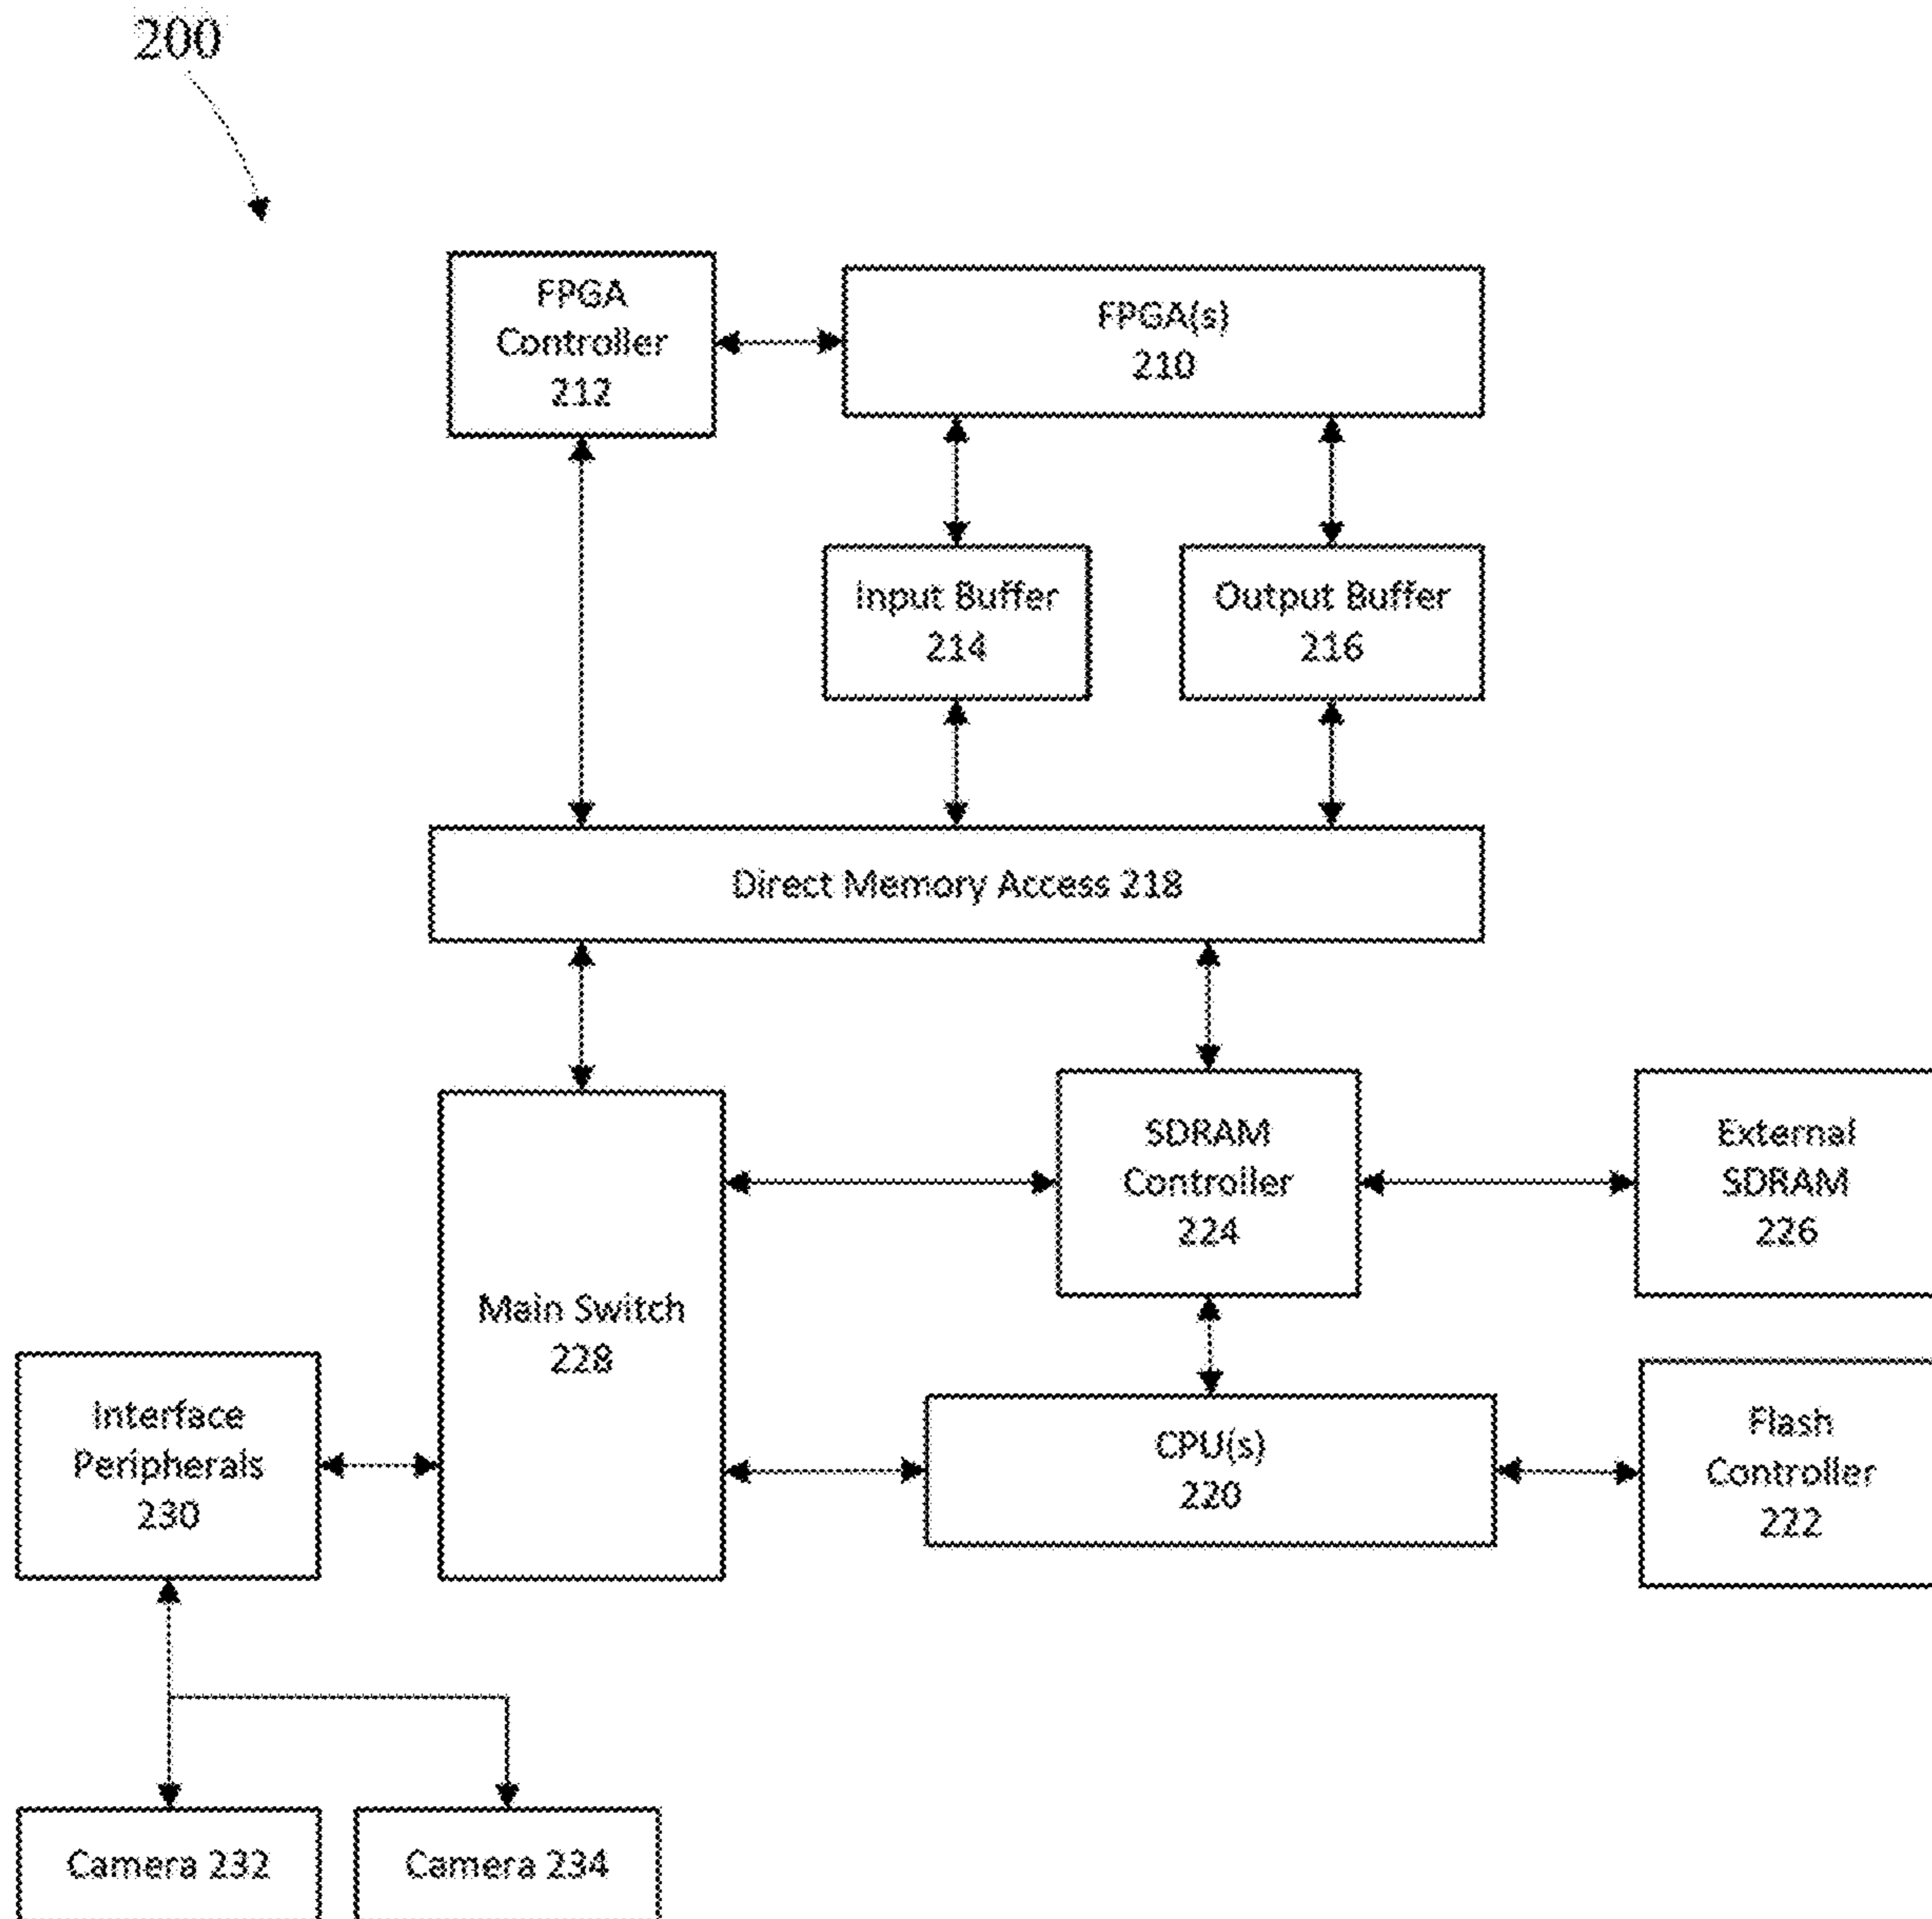 200
FPGA
Controller
212
FPGA(s)
210
Input Buffer
214
Output Buffer
216
Direct Memory Access 218
SDRAM
Controller
224
External
SDRAM
226
Main Switch
228
Interface
Peripherals
230
CPU(s)
220
Flash
Controller
222
Camera 232
Camera 234